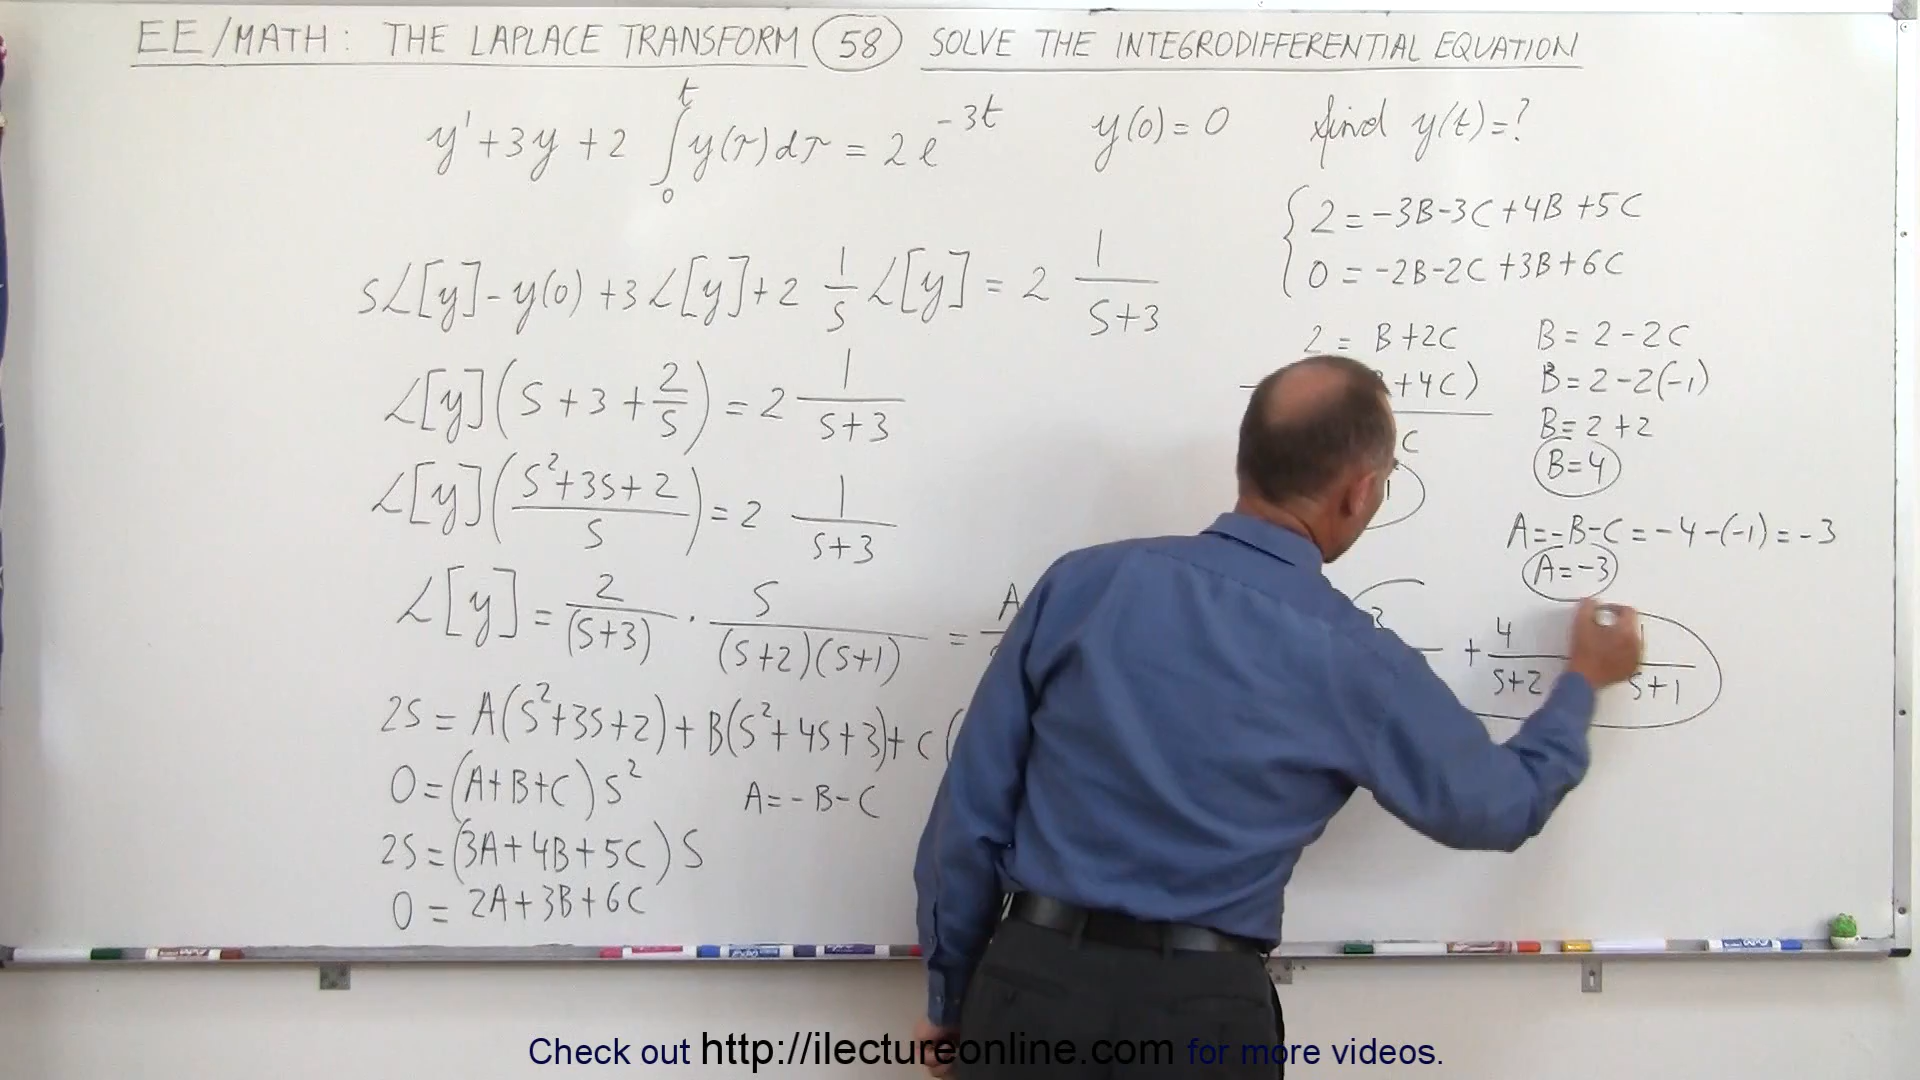 EE/MATH: THE LAPLACE TRANSFORM 58 SOLVE THE INTEGRODIFFERENTIAL EQUATION
y' + 3y + 2 ∫₀ᵗ y(τ)dτ = 2e^{-3t} y(0) = 0 find y(t) = ?
sℒ[y] - y(0) + 3ℒ[y] + 2 1/s ℒ[y] = 2 1/(s+3)
ℒ[y](s + 3 + 2/s) = 2 1/(s+3)
ℒ[y]((s²+3s+2)/s) = 2 1/(s+3)
ℒ[y] = 2/(s+3) · s/((s+2)(s+1)) = A
2s = A(s²+3s+2) + B(s²+4s+3) + C(
0 = (A+B+C)s² A = -B-C
2s = (3A+4B+5C)s
0 = 2A+3B+6C
2 = -3B-3C+4B+5C
0 = -2B-2C+3B+6C
2 = B+2C
+4C)
C
1
B = 2-2C
B = 2-2(-1)
B = 2+2
B = 4
A = -B-C = -4-(-1) = -3
A = -3
3 + 4/(s+2) 1/(s+1)
Check out http://ilectureonline.com for more videos.